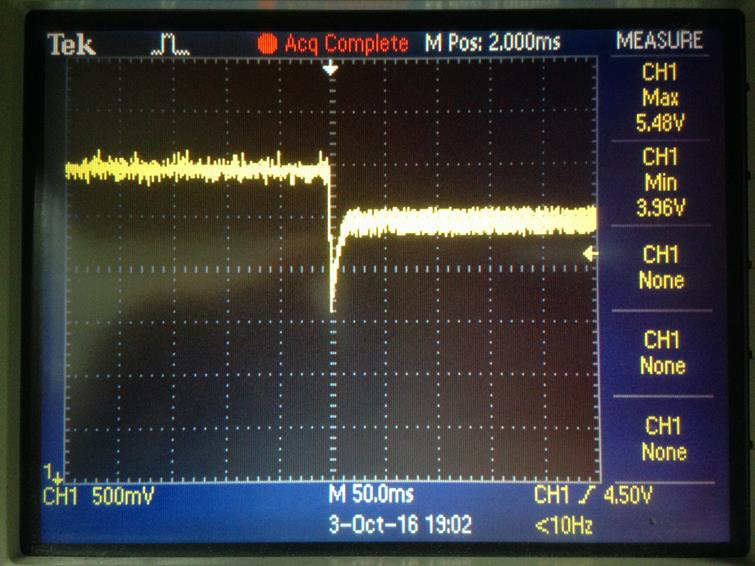 Tek Acq Complete M Pos: 2.000ms MEASURE
CH1
Max
5.48V
CH1
Min
3.96V
CH1
None
CH1
None
CH1
None
1
CH1 500mV M 50.0ms CH1 4.50V
3-Oct-16 19:02 <10Hz